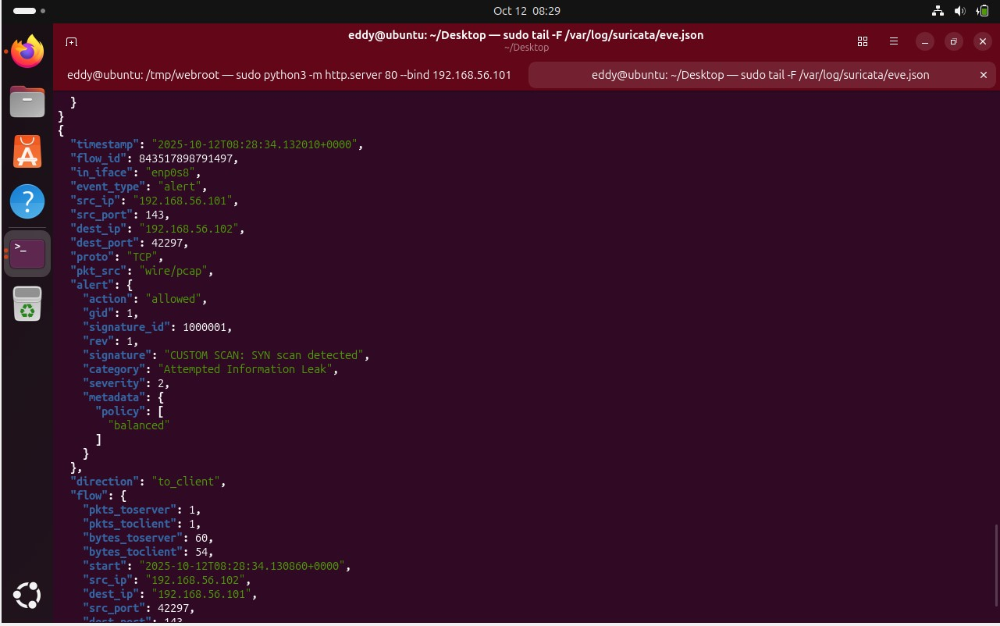 Oct 12 08:29
eddy@ubuntu: ~/Desktop — sudo tail -F /var/log/suricata/eve.json
~/Desktop
eddy@ubuntu: /tmp/webroot — sudo python3 -m http.server 80 --bind 192.168.56.101
eddy@ubuntu: ~/Desktop — sudo tail -F /var/log/suricata/eve.json
  }
}
{
  "timestamp": "2025-10-12T08:28:34.132010+0000",
  "flow_id": 843517898791497,
  "in_iface": "enp0s8",
  "event_type": "alert",
  "src_ip": "192.168.56.101",
  "src_port": 143,
  "dest_ip": "192.168.56.102",
  "dest_port": 42297,
  "proto": "TCP",
  "pkt_src": "wire/pcap",
  "alert": {
    "action": "allowed",
    "gid": 1,
    "signature_id": 1000001,
    "rev": 1,
    "signature": "CUSTOM SCAN: SYN scan detected",
    "category": "Attempted Information Leak",
    "severity": 2,
    "metadata": {
      "policy": [
        "balanced"
      ]
    }
  },
  "direction": "to_client",
  "flow": {
    "pkts_toserver": 1,
    "pkts_toclient": 1,
    "bytes_toserver": 60,
    "bytes_toclient": 54,
    "start": "2025-10-12T08:28:34.130860+0000",
    "src_ip": "192.168.56.102",
    "dest_ip": "192.168.56.101",
    "src_port": 42297,
    "dest_port": 143